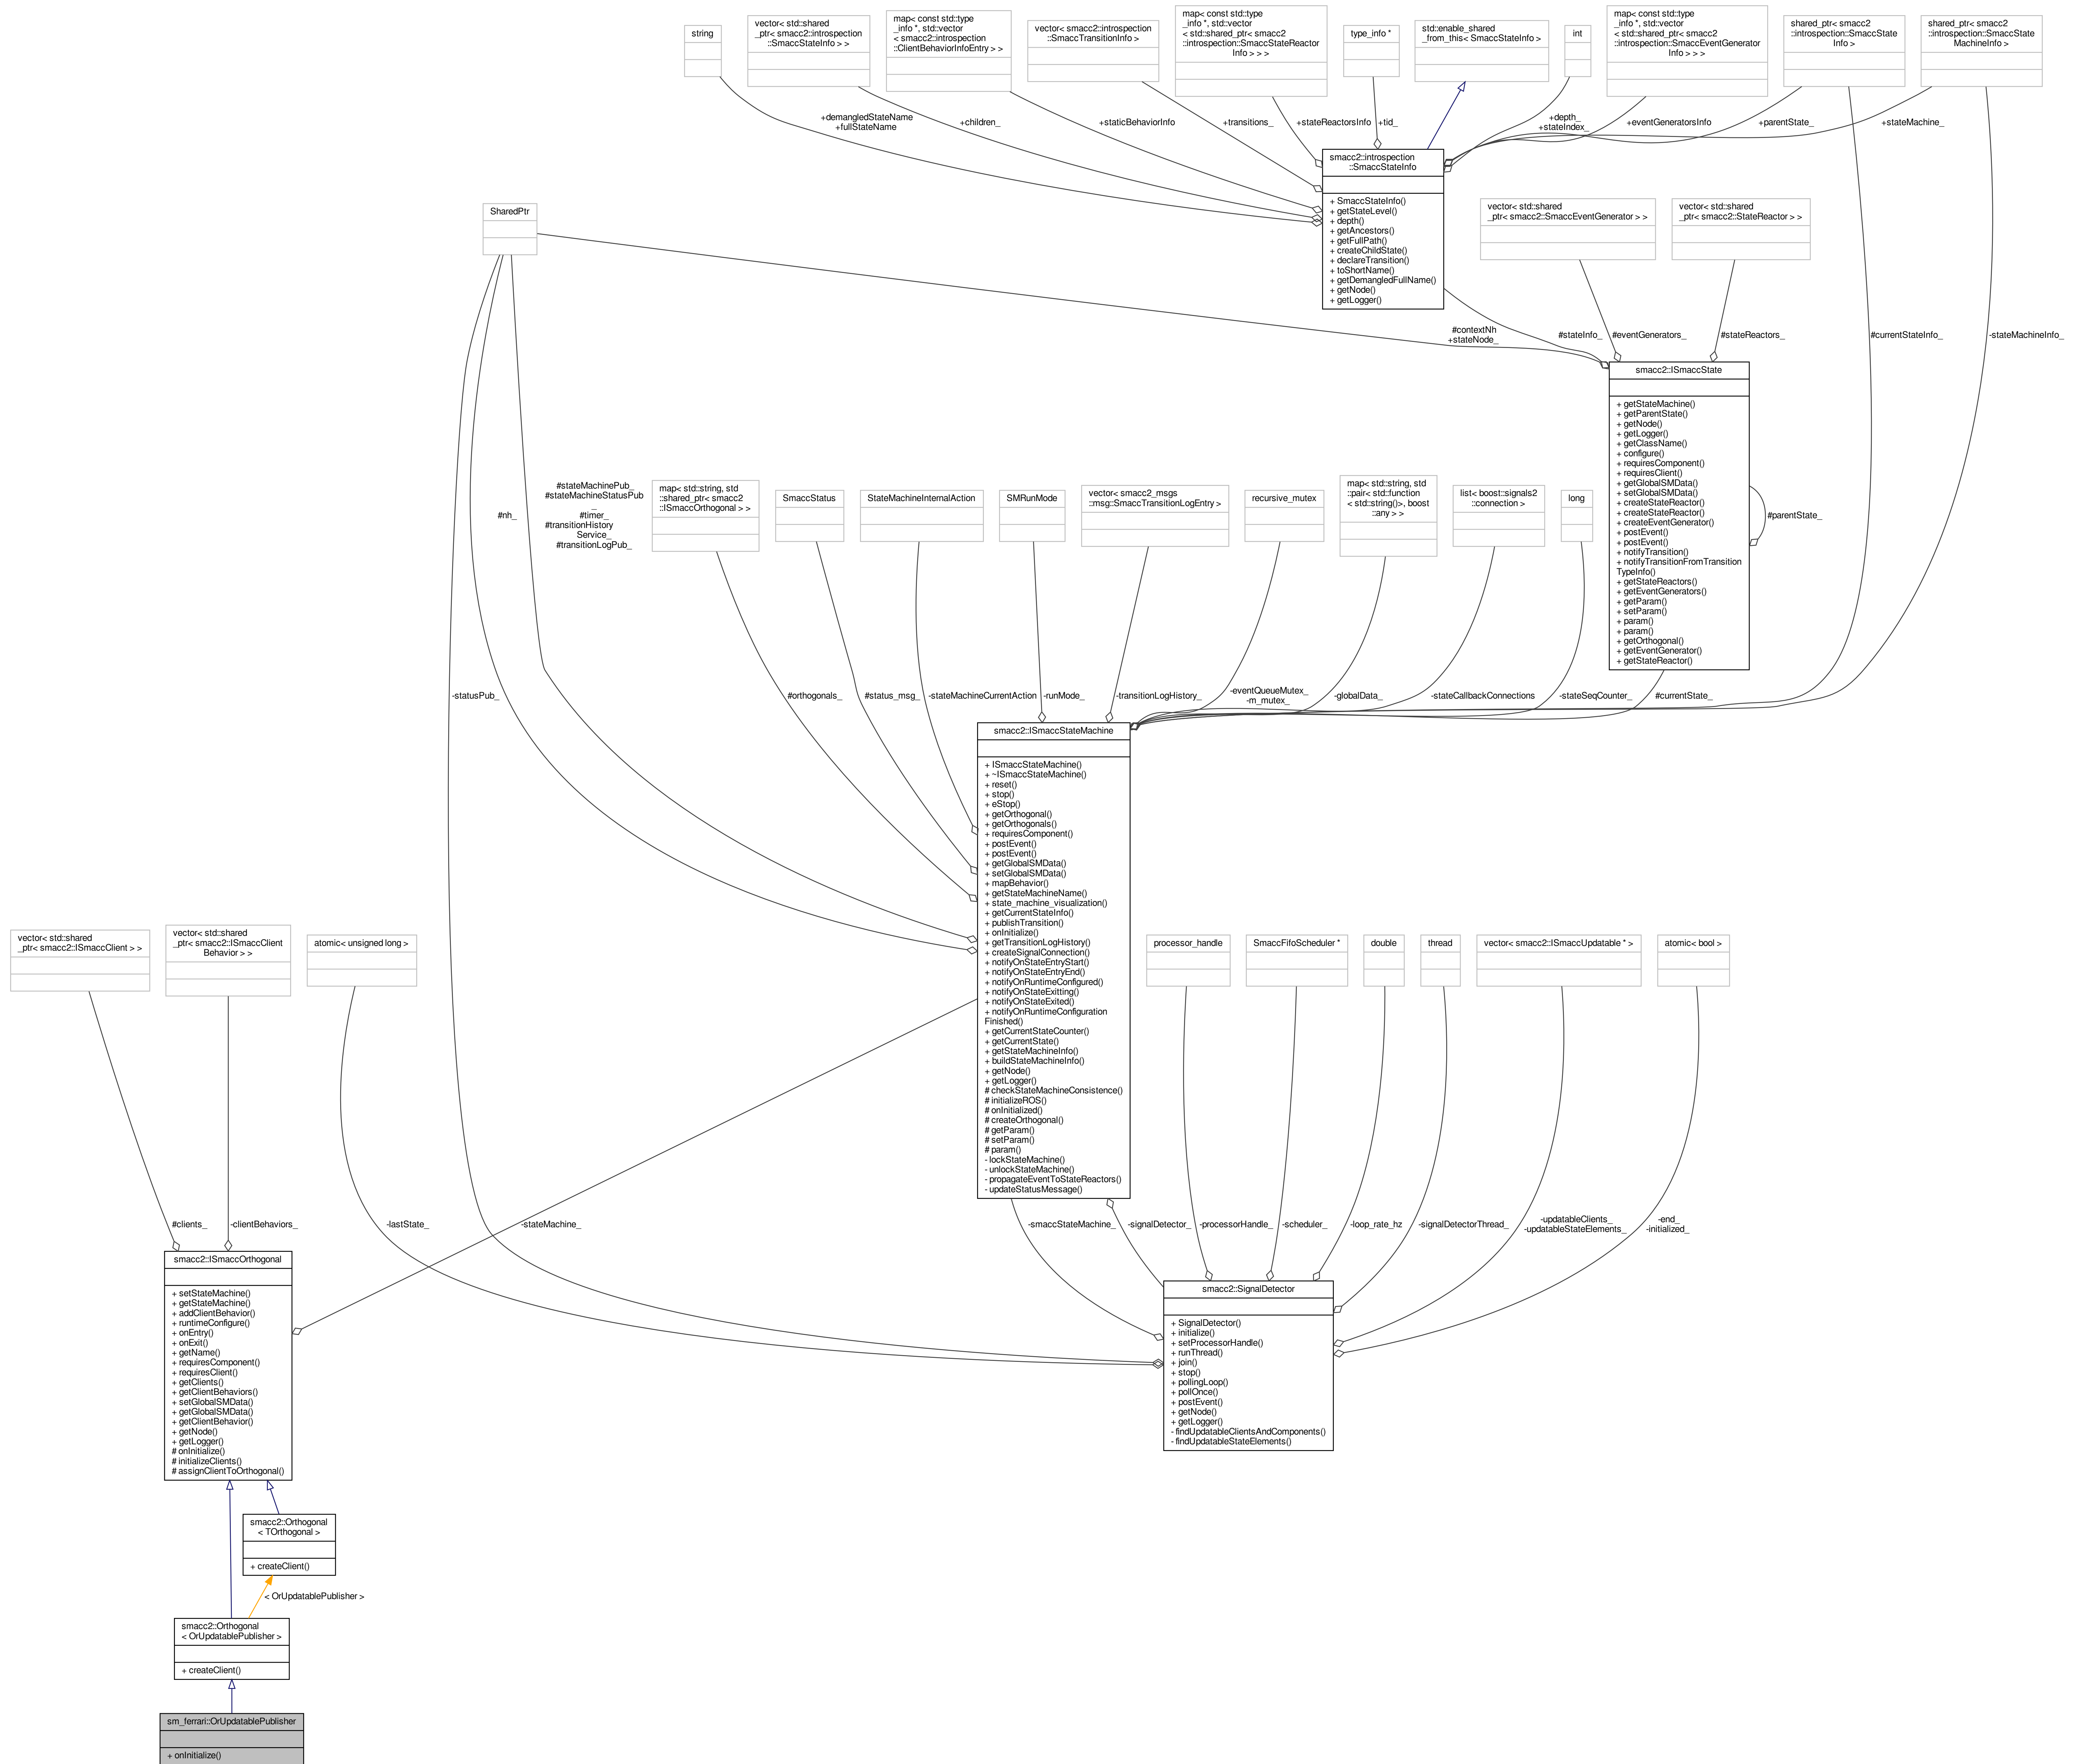 string
vector< std::shared
_ptr< smacc2::introspection
::SmaccStateInfo > >
map< const std::type
_info *, std::vector
< smacc2::introspection
::ClientBehaviorInfoEntry > >
vector< smacc2::introspection
::SmaccTransitionInfo >
map< const std::type
_info *, std::vector
< std::shared_ptr< smacc2
::introspection::SmaccStateReactor
Info > > >
type_info *
std::enable_shared
_from_this< SmaccStateInfo >
int
map< const std::type
_info *, std::vector
< std::shared_ptr< smacc2
::introspection::SmaccEventGenerator
Info > > >
shared_ptr< smacc2
::introspection::SmaccState
Info >
shared_ptr< smacc2
::introspection::SmaccState
MachineInfo >
+demangledStateName
+fullStateName
+children_
+staticBehaviorInfo
+transitions_
+stateReactorsInfo
+tid_
+depth_
+stateIndex_
+eventGeneratorsInfo
+parentState_
+stateMachine_
smacc2::introspection
::SmaccStateInfo
+ SmaccStateInfo()
+ getStateLevel()
+ depth()
+ getAncestors()
+ getFullPath()
+ createChildState()
+ declareTransition()
+ toShortName()
+ getDemangledFullName()
+ getNode()
+ getLogger()
SharedPtr
vector< std::shared
_ptr< smacc2::SmaccEventGenerator > >
vector< std::shared
_ptr< smacc2::StateReactor > >
#contextNh
+stateNode_
#stateInfo_
#eventGenerators_
#stateReactors_
#currentStateInfo_
-stateMachineInfo_
smacc2::ISmaccState
+ getStateMachine()
+ getParentState()
+ getNode()
+ getLogger()
+ getClassName()
+ configure()
+ requiresComponent()
+ requiresClient()
+ getGlobalSMData()
+ setGlobalSMData()
+ createStateReactor()
+ createStateReactor()
+ createEventGenerator()
+ postEvent()
+ postEvent()
+ notifyTransition()
+ notifyTransitionFromTransition
TypeInfo()
+ getStateReactors()
+ getEventGenerators()
+ getParam()
+ setParam()
+ param()
+ param()
+ getOrthogonal()
+ getEventGenerator()
+ getStateReactor()
#parentState_
#nh_
#stateMachinePub_
#stateMachineStatusPub
_
#timer_
#transitionHistory
Service_
#transitionLogPub_
map< std::string, std
::shared_ptr< smacc2
::ISmaccOrthogonal > >
SmaccStatus
StateMachineInternalAction
SMRunMode
vector< smacc2_msgs
::msg::SmaccTransitionLogEntry >
recursive_mutex
map< std::string, std
::pair< std::function
< std::string()>, boost
::any > >
list< boost::signals2
::connection >
long
-statusPub_
#orthogonals_
#status_msg_
-stateMachineCurrentAction
-runMode_
-transitionLogHistory_
-eventQueueMutex_
-m_mutex_
-globalData_
-stateCallbackConnections
-stateSeqCounter_
#currentState_
smacc2::ISmaccStateMachine
+ ISmaccStateMachine()
+ ~ISmaccStateMachine()
+ reset()
+ stop()
+ eStop()
+ getOrthogonal()
+ getOrthogonals()
+ requiresComponent()
+ postEvent()
+ postEvent()
+ getGlobalSMData()
+ setGlobalSMData()
+ mapBehavior()
+ getStateMachineName()
+ state_machine_visualization()
+ getCurrentStateInfo()
+ publishTransition()
+ onInitialize()
+ getTransitionLogHistory()
+ createSignalConnection()
+ notifyOnStateEntryStart()
+ notifyOnStateEntryEnd()
+ notifyOnRuntimeConfigured()
+ notifyOnStateExitting()
+ notifyOnStateExited()
+ notifyOnRuntimeConfiguration
Finished()
+ getCurrentStateCounter()
+ getCurrentState()
+ getStateMachineInfo()
+ buildStateMachineInfo()
+ getNode()
+ getLogger()
# checkStateMachineConsistence()
# initializeROS()
# onInitialized()
# createOrthogonal()
# getParam()
# setParam()
# param()
- lockStateMachine()
- unlockStateMachine()
- propagateEventToStateReactors()
- updateStatusMessage()
vector< std::shared
_ptr< smacc2::ISmaccClient > >
vector< std::shared
_ptr< smacc2::ISmaccClient
Behavior > >
atomic< unsigned long >
processor_handle
SmaccFifoScheduler *
double
thread
vector< smacc2::ISmaccUpdatable * >
atomic< bool >
#clients_
-clientBehaviors_
-lastState_
-stateMachine_
-smaccStateMachine_
-signalDetector_
-processorHandle_
-scheduler_
-loop_rate_hz
-signalDetectorThread_
-updatableClients_
-updatableStateElements_
-end_
-initialized_
smacc2::ISmaccOrthogonal
+ setStateMachine()
+ getStateMachine()
+ addClientBehavior()
+ runtimeConfigure()
+ onEntry()
+ onExit()
+ getName()
+ requiresComponent()
+ requiresClient()
+ getClients()
+ getClientBehaviors()
+ setGlobalSMData()
+ getGlobalSMData()
+ getClientBehavior()
+ getNode()
+ getLogger()
# onInitialize()
# initializeClients()
# assignClientToOrthogonal()
smacc2::SignalDetector
+ SignalDetector()
+ initialize()
+ setProcessorHandle()
+ runThread()
+ join()
+ stop()
+ pollingLoop()
+ pollOnce()
+ postEvent()
+ getNode()
+ getLogger()
- findUpdatableClientsAndComponents()
- findUpdatableStateElements()
smacc2::Orthogonal
< TOrthogonal >
+ createClient()
< OrUpdatablePublisher >
smacc2::Orthogonal
< OrUpdatablePublisher >
+ createClient()
sm_ferrari::OrUpdatablePublisher
+ onInitialize()